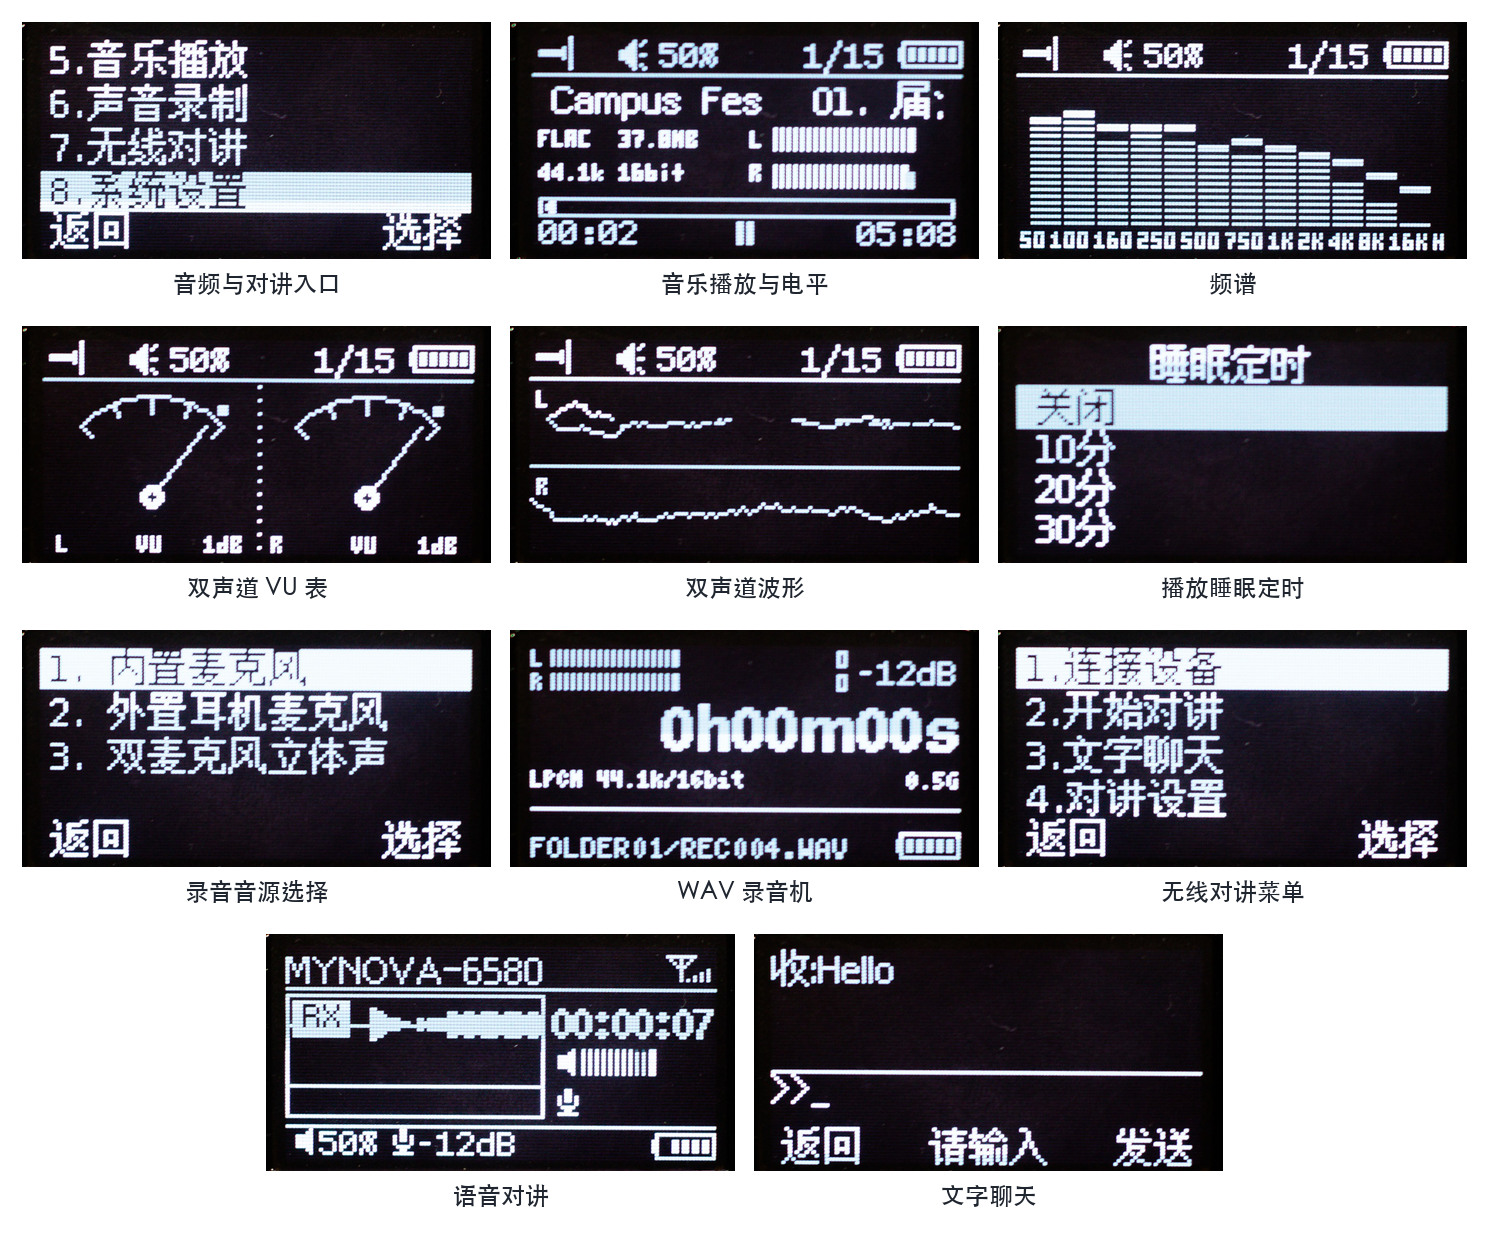 5.音乐播放
6.声音录制
7.无线对讲
8.系统设置
返回 选择
音频与对讲入口
50% 1/15
Campus Fes 01. 届:
FLAC 37.8MB L
44.1k 16bit R
00:02 05:08
音乐播放与电平
50% 1/15
50 100 160 250 500 750 1K 2K 4K 8K 16K H
频谱
50% 1/15
L VU 1dB R VU 1dB
双声道 VU 表
50% 1/15
L
R
双声道波形
睡眠定时
关闭
10分
20分
30分
播放睡眠定时
1. 内置麦克风
2. 外置耳机麦克风
3. 双麦克风立体声
返回 选择
录音音源选择
L 0 -12dB
R 0
0h00m00s
LPCM 44.1k/16bit 0.5G
FOLDER01/REC004.WAV
WAV 录音机
1.连接设备
2.开始对讲
3.文字聊天
4.对讲设置
返回 选择
无线对讲菜单
MYNOVA-6580
RX 00:00:07
50% -12dB
语音对讲
收:Hello
>>_
返回 请输入 发送
文字聊天